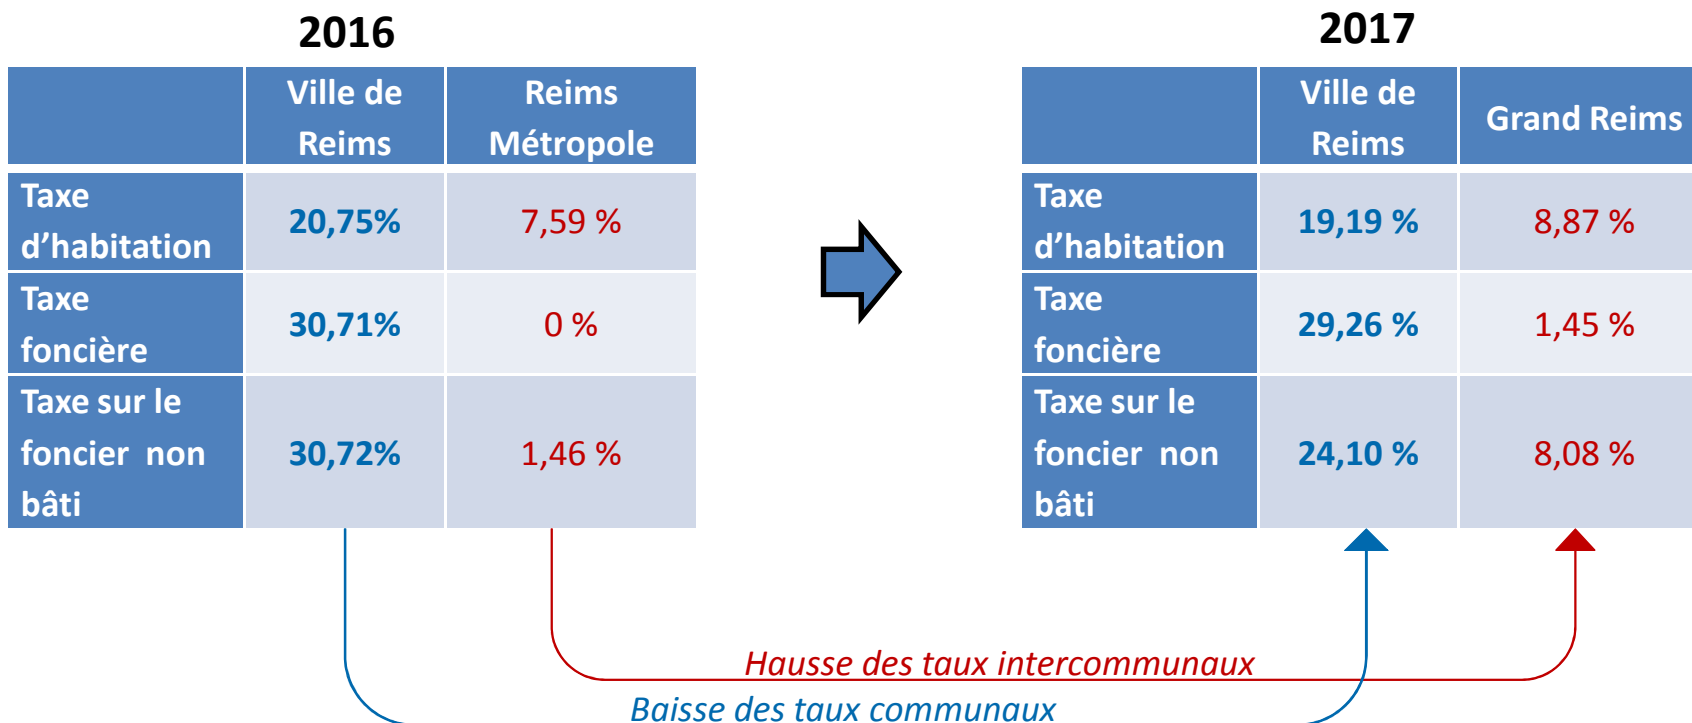 2016
Ville de
Reims
Reims
Métropole
Taxe
d’habitation
20,75%
7,59 %
Taxe
foncière
30,71%
0 %
Taxe sur le
foncier non
bâti
30,72%
1,46 %
2017
Ville de
Reims
Grand Reims
Taxe
d’habitation
19,19 %
8,87 %
Taxe
foncière
29,26 %
1,45 %
Taxe sur le
foncier non
bâti
24,10 %
8,08 %
Hausse des taux intercommunaux
Baisse des taux communaux